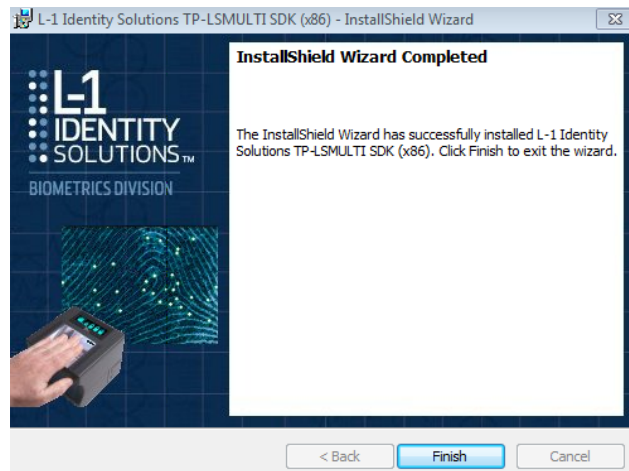 L-1 Identity Solutions TP-LSMULTI SDK (x86) - InstallShield Wizard
InstallShield Wizard Completed
L-1
IDENTITY
SOLUTIONS TM
BIOMETRICS DIVISION
The InstallShield Wizard has successfully installed L-1 Identity
Solutions TP-LSMULTI SDK (x86). Click Finish to exit the wizard.
< Back
Finish
Cancel